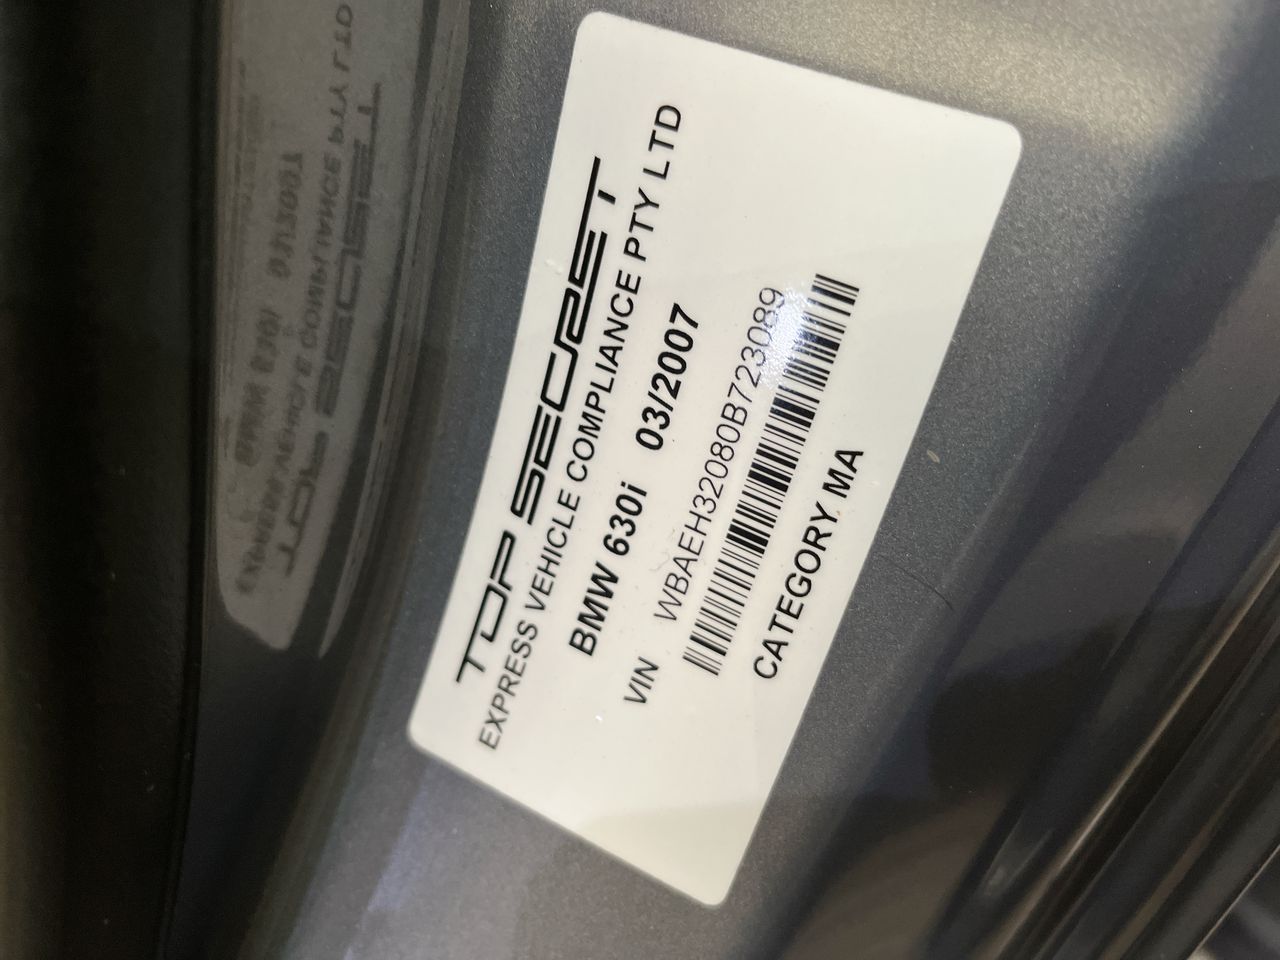 TOP SECRET
EXPRESS VEHICLE COMPLIANCE PTY LTD
BMW 630i 03/2007
VIN WBAEH32080B723089
CATEGORY MA